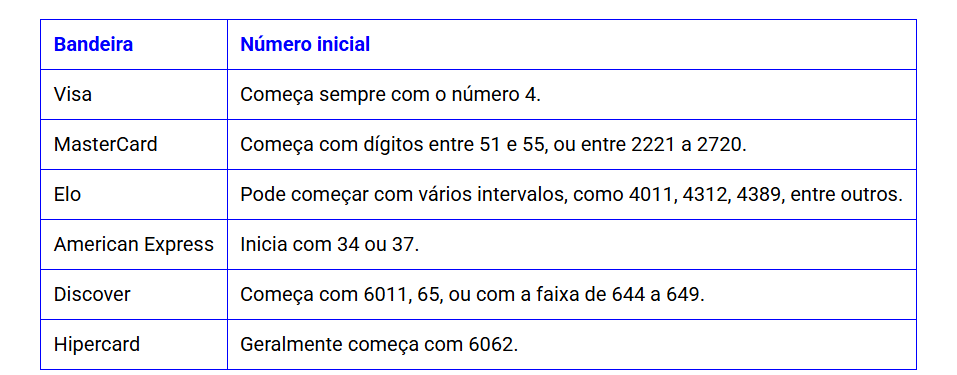 Bandeira Número inicial
Visa Começa sempre com o número 4.
MasterCard Começa com dígitos entre 51 e 55, ou entre 2221 a 2720.
Elo Pode começar com vários intervalos, como 4011, 4312, 4389, entre outros.
American Express Inicia com 34 ou 37.
Discover Começa com 6011, 65, ou com a faixa de 644 a 649.
Hipercard Geralmente começa com 6062.